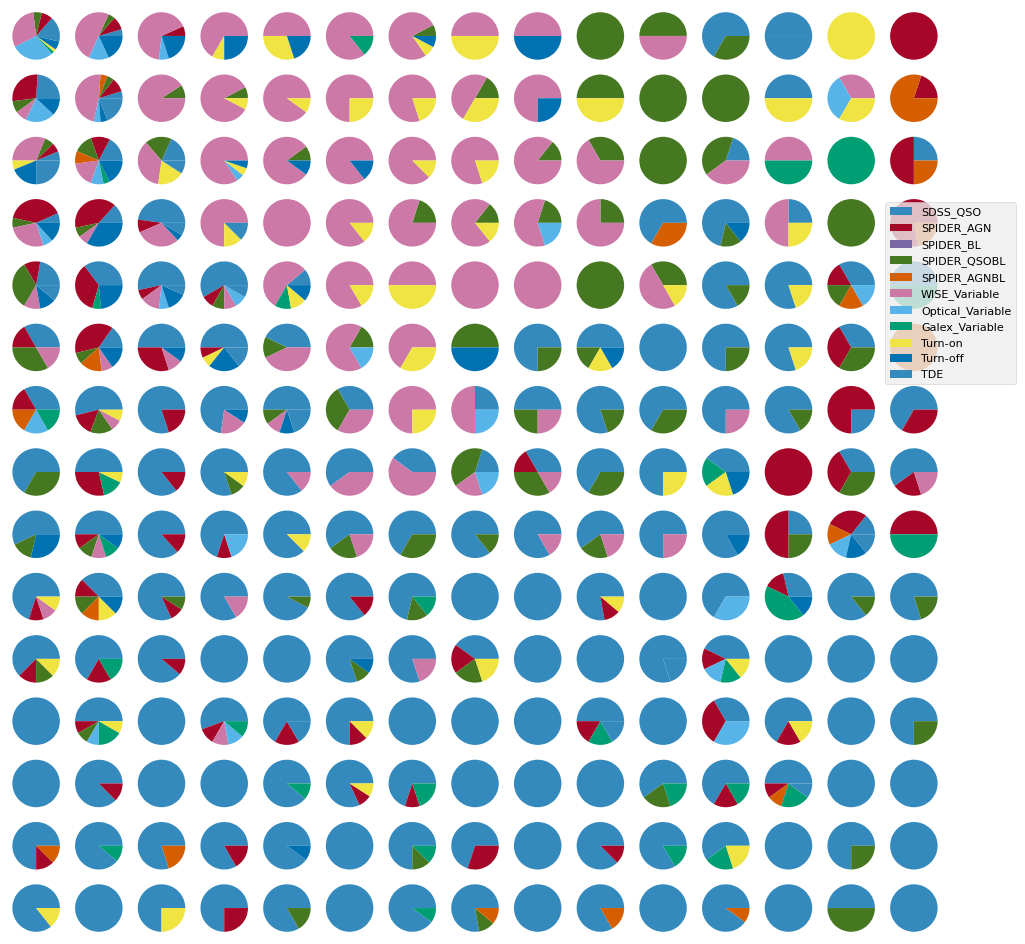 SDSS_QSO
SPIDER_AGN
SPIDER_BL
SPIDER_QSOBL
SPIDER_AGNBL
WISE_Variable
Optical_Variable
Galex_Variable
Turn-on
Turn-off
TDE